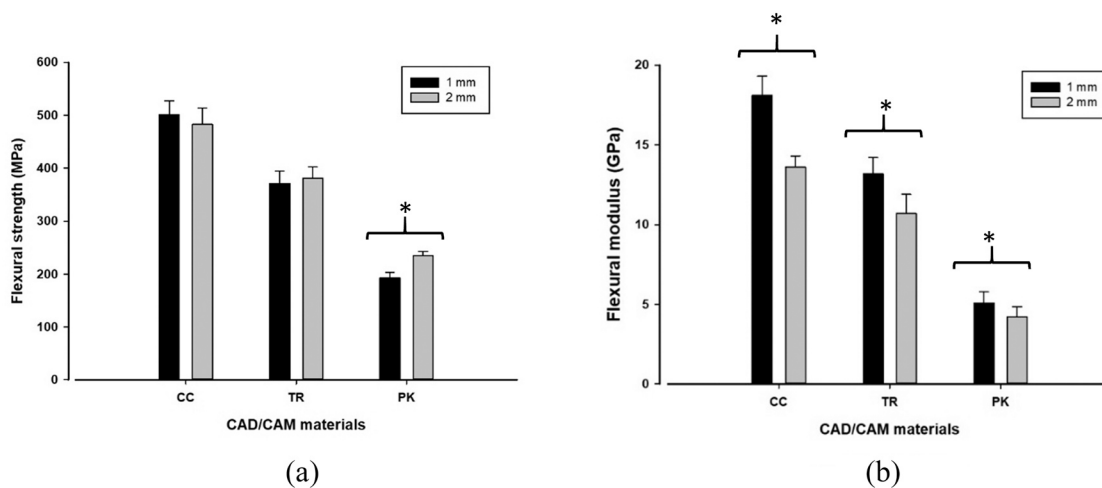 600
500
400
300
200
100
0
Flexural strength (MPa)
1 mm
2 mm
*
CC
TR
PK
CAD/CAM materials
(a)
20
15
10
5
0
Flexural modulus (GPa)
1 mm
2 mm
*
*
*
CC
TR
PK
CAD/CAM materials
(b)